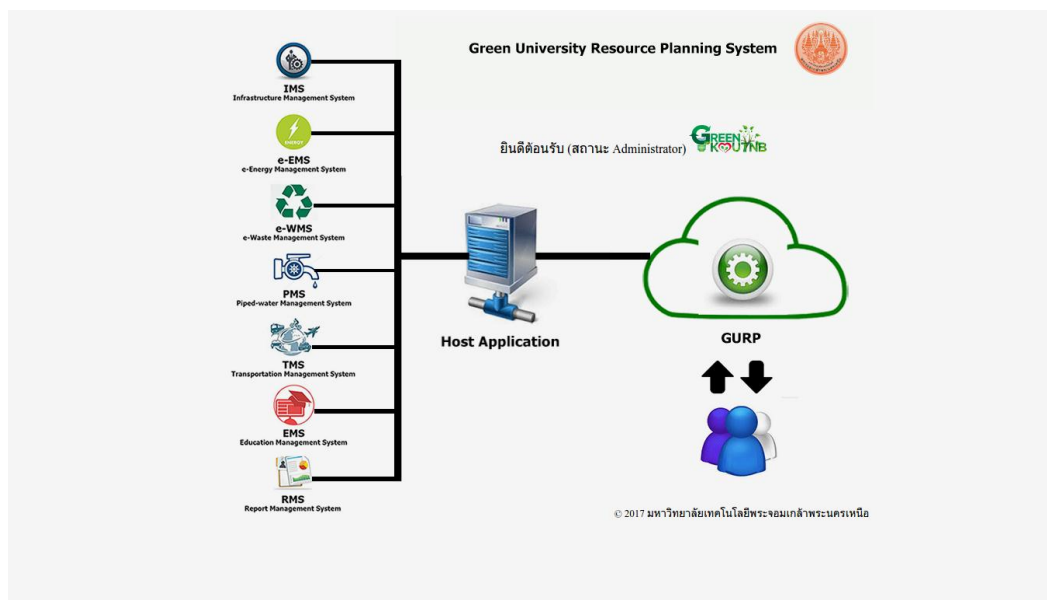 Green University Resource Planning System
IMS
Infrastructure Management System
ENERGY
e-EMS
e-Energy Management System
ยินดีต้อนรับ (สถานะ Administrator)
GREEN
KMUTNB
e-WMS
e-Waste Management System
PMS
Piped-water Management System
Host Application
GURP
TMS
Transportation Management System
EMS
Education Management System
RMS
Report Management System
© 2017 มหาวิทยาลัยเทคโนโลยีพระจอมเกล้าพระนครเหนือ